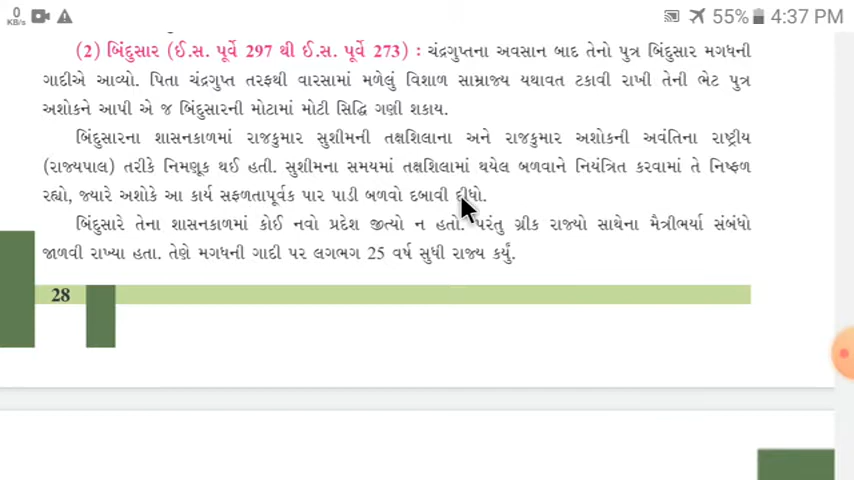 0
KB/s
55%
4:37 PM
(2) બિંદુસાર (ઈ.સ. પૂર્વે 297 થી ઈ.સ. પૂર્વે 273) : ચંદ્રગુપ્તના અવસાન બાદ તેનો પુત્ર બિંદુસાર મગધની
ગાદીએ આવ્યો. પિતા ચંદ્રગુપ્ત તરફથી વારસામાં મળેલું વિશાળ સામ્રાજ્ય યથાવત ટકાવી રાખી તેની ભેટ પુત્ર
અશોકને આપી એ જ બિંદુસારની મોટામાં મોટી સિદ્ધિ ગણી શકાય.
બિંદુસારના શાસનકાળમાં રાજકુમાર સુશીમની તક્ષશિલાના અને રાજકુમાર અશોકની અવંતિના રાષ્ટ્રીય
(રાજ્યપાલ) તરીકે નિમણૂક થઈ હતી. સુશીમના સમયમાં તક્ષશિલામાં થયેલ બળવાને નિયંત્રિત કરવામાં તે નિષ્ફળ
રહ્યો, જ્યારે અશોકે આ કાર્ય સફળતાપૂર્વક પાર પાડી બળવો દબાવી દીધો.
બિંદુસારે તેના શાસનકાળમાં કોઈ નવો પ્રદેશ જીત્યો ન હતો. પરંતુ ગ્રીક રાજ્યો સાથેના મૈત્રીભર્યા સંબંધો
જાળવી રાખ્યા હતા. તેણે મગધની ગાદી પર લગભગ 25 વર્ષ સુધી રાજ્ય કર્યું.
28